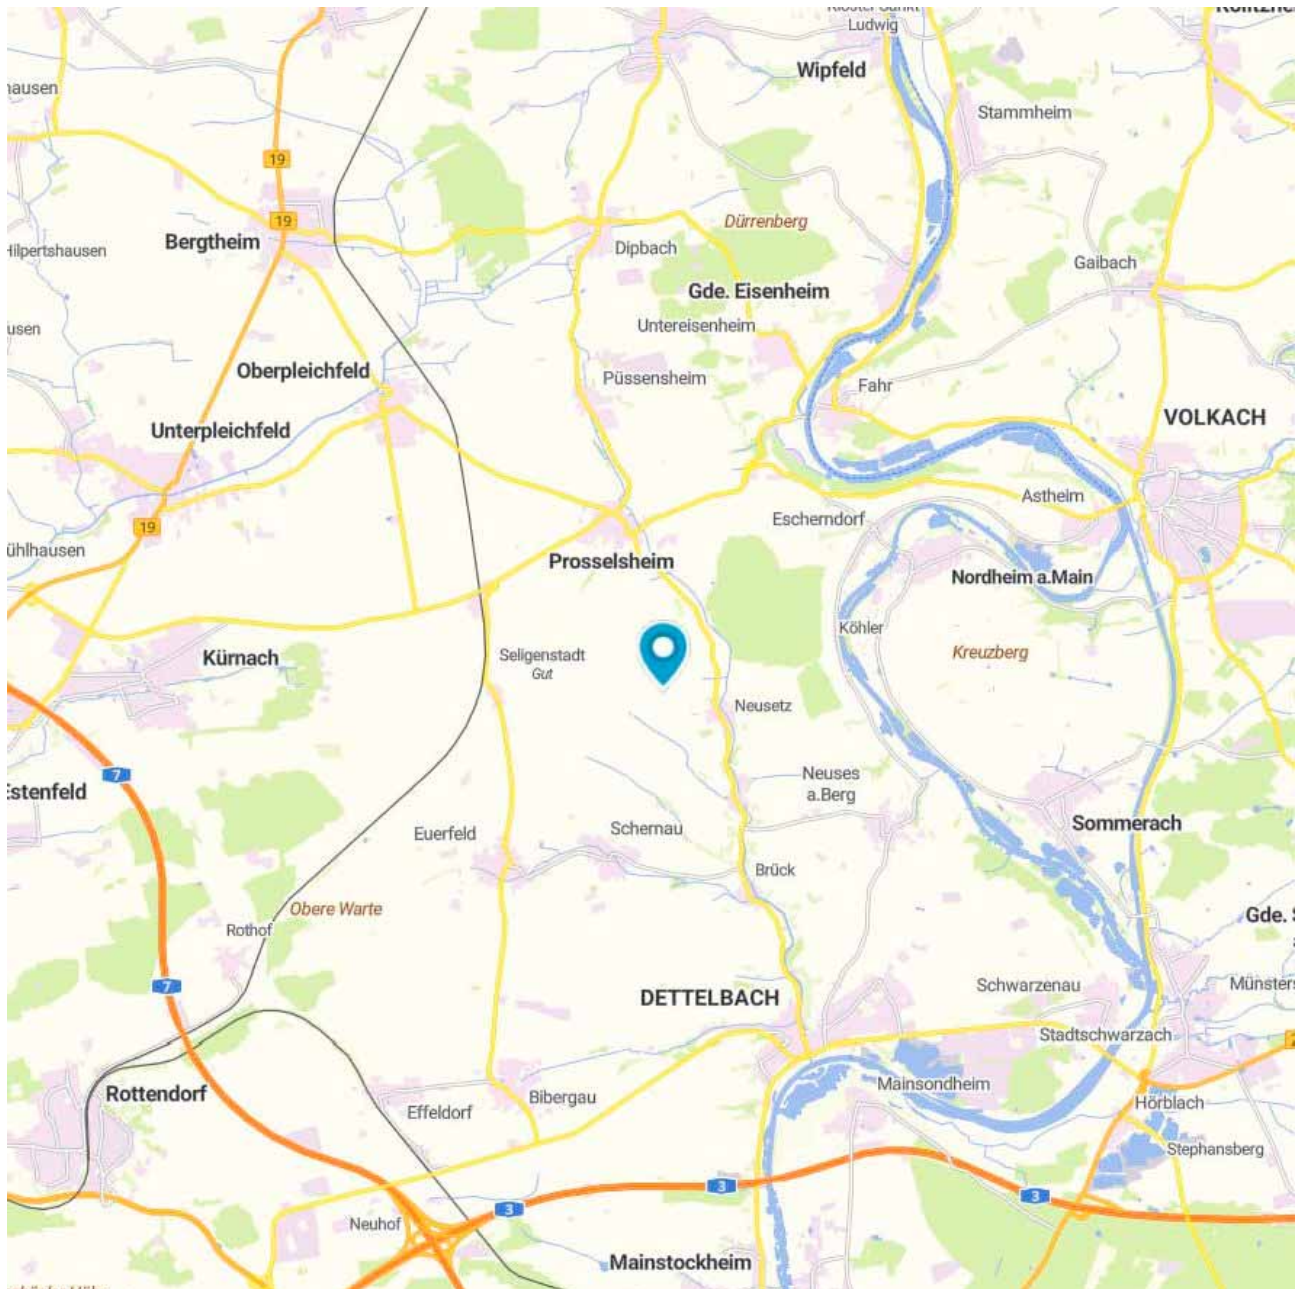 Ludwig
Wipfeld
Stammheim
hausen
19
19
Bergtheim
Hilpertshausen
Dipbach
Dürrenberg
Gaibach
Gde. Eisenheim
Untereisenheim
usen
Oberpleichfeld
Püssensheim
Fahr
VOLKACH
Unterpleichfeld
Astheim
19
Escherndorf
ühlhausen
Prosselsheim
Nordheim a.Main
Köhler
Kürnach
Seligenstadt
Gut
Kreuzberg
Neusetz
7
Estenfeld
Neuses
a.Berg
Euerfeld
Schernau
Sommerach
Brück
Obere Warte
Rothof
Gde. S
7
Schwarzenau
Münsters
DETTELBACH
Stadtschwarzach
2
Rottendorf
Mainsondheim
Effeldorf
Bibergau
Hörblach
Stephansberg
3
3
3
Neuhof
Mainstockheim